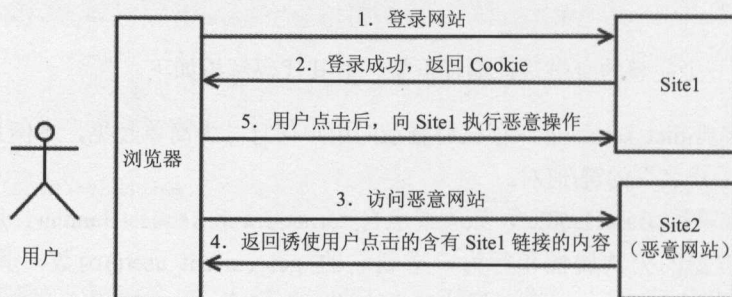 1. 登录网站
2. 登录成功，返回 Cookie
Site1
5. 用户点击后，向 Site1 执行恶意操作
浏览器
3. 访问恶意网站
Site2
（恶意网站）
4. 返回诱使用户点击的含有 Site1 链接的内容
用户